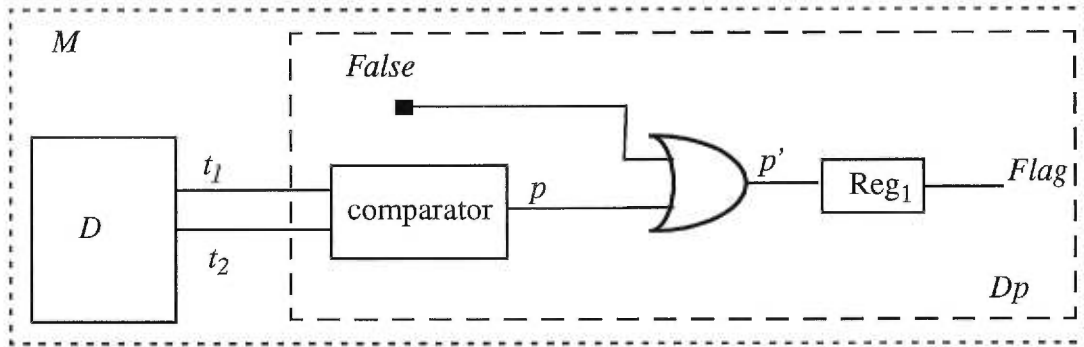 M
False
t₁
p
p'
Flag
Reg₁
comparator
D
t₂
Dp